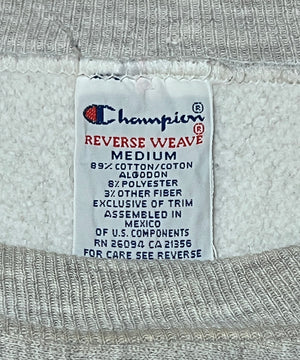 Champion®
REVERSE WEAVE®
MEDIUM
89% COTTON/COTON
ALGODON
8% POLYESTER
3% OTHER FIBER
EXCLUSIVE OF TRIM
ASSEMBLED IN
MEXICO
OF U.S. COMPONENTS
RN 26094 CA 21356
FOR CARE SEE REVERSE